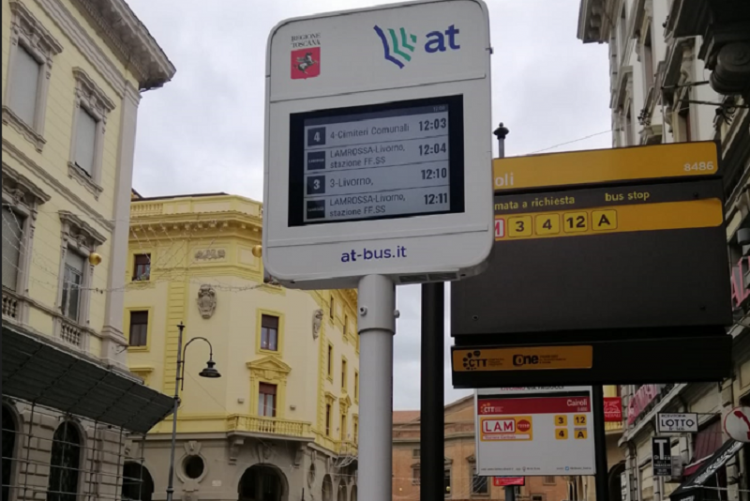 REGIONE
TOSCANA
at
4 4-Cimiteri Comunali 12:03
LAMROSSA-Livorno, 12:04
stazione FF.SS
3 3-Livorno, 12:10
LAMROSSA-Livorno, 12:11
stazione FF.SS
at-bus.it
oli 8486
mata a richiesta bus stop
3 4 12 A
CTT one
CTT Cairoli
LAM 3 12
4 A
LOTTO
T